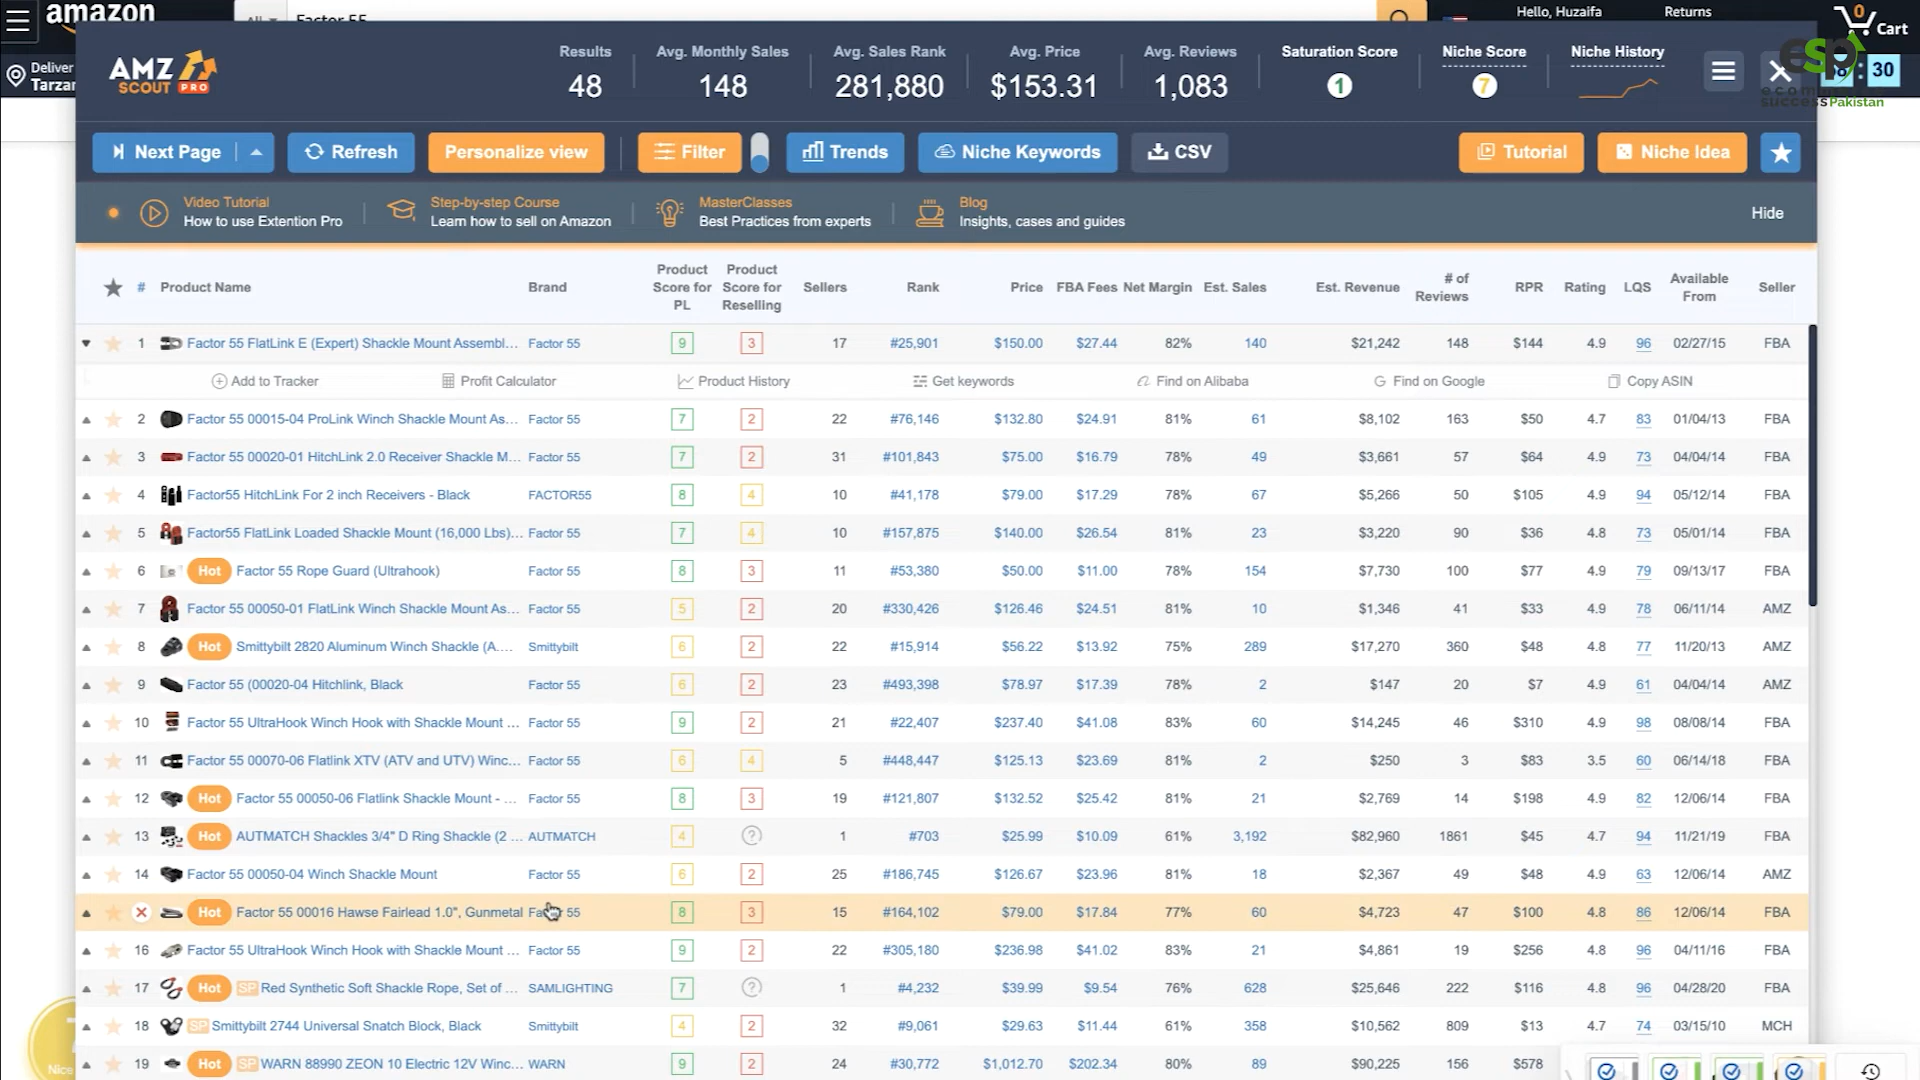 amazon
All
Factor 55
Hello, Huzaifa
Returns
0
Cart
Deliver
Tarzan
esp
ecommerce
success Pakistan
: 30
AMZ
SCOUT PRO
Results
48
Avg. Monthly Sales
148
Avg. Sales Rank
281,880
Avg. Price
$153.31
Avg. Reviews
1,083
Saturation Score
1
Niche Score
7
Niche History
Next Page
Refresh
Personalize view
Filter
Trends
Niche Keywords
CSV
Tutorial
Niche Idea
Video Tutorial
How to use Extention Pro
Step-by-step Course
Learn how to sell on Amazon
MasterClasses
Best Practices from experts
Blog
Insights, cases and guides
Hide
# Product Name Brand Product Score for PL Product Score for Reselling Sellers Rank Price FBA Fees Net Margin Est. Sales Est. Revenue # of Reviews RPR Rating LQS Available From Seller
1 Factor 55 FlatLink E (Expert) Shackle Mount Assembl... Factor 55 9 3 17 #25,901 $150.00 $27.44 82% 140 $21,242 148 $144 4.9 96 02/27/15 FBA
Add to Tracker Profit Calculator Product History Get keywords Find on Alibaba G Find on Google Copy ASIN
2 Factor 55 00015-04 ProLink Winch Shackle Mount As... Factor 55 7 2 22 #76,146 $132.80 $24.91 81% 61 $8,102 163 $50 4.7 83 01/04/13 FBA
3 Factor 55 00020-01 HitchLink 2.0 Receiver Shackle M... Factor 55 7 2 31 #101,843 $75.00 $16.79 78% 49 $3,661 57 $64 4.9 73 04/04/14 FBA
4 Factor55 HitchLink For 2 inch Receivers - Black FACTOR55 8 4 10 #41,178 $79.00 $17.29 78% 67 $5,266 50 $105 4.9 94 05/12/14 FBA
5 Factor55 FlatLink Loaded Shackle Mount (16,000 Lbs)... Factor 55 7 4 10 #157,875 $140.00 $26.54 81% 23 $3,220 90 $36 4.8 73 05/01/14 FBA
6 Hot Factor 55 Rope Guard (Ultrahook) Factor 55 8 3 11 #53,380 $50.00 $11.00 78% 154 $7,730 100 $77 4.9 79 09/13/17 FBA
7 Factor 55 00050-01 FlatLink Winch Shackle Mount As... Factor 55 5 2 20 #330,426 $126.46 $24.51 81% 10 $1,346 41 $33 4.9 78 06/11/14 AMZ
8 Hot Smittybilt 2820 Aluminum Winch Shackle (A.... Smittybilt 6 2 22 #15,914 $56.22 $13.92 75% 289 $17,270 360 $48 4.8 77 11/20/13 AMZ
9 Factor 55 (00020-04 Hitchlink, Black Factor 55 6 2 23 #493,398 $78.97 $17.39 78% 2 $147 20 $7 4.9 61 04/04/14 AMZ
10 Factor 55 UltraHook Winch Hook with Shackle Mount ... Factor 55 9 2 21 #22,407 $237.40 $41.08 83% 60 $14,245 46 $310 4.9 98 08/08/14 FBA
11 Factor 55 00070-06 Flatlink XTV (ATV and UTV) Winc... Factor 55 6 4 5 #448,447 $125.13 $23.69 81% 2 $250 3 $83 3.5 60 06/14/18 FBA
12 Hot Factor 55 00050-06 Flatlink Shackle Mount - ... Factor 55 8 3 19 #121,807 $132.52 $25.42 81% 21 $2,769 14 $198 4.9 82 12/06/14 FBA
13 Hot AUTMATCH Shackles 3/4" D Ring Shackle (2 ... AUTMATCH 4 ? 1 #703 $25.99 $10.09 61% 3,192 $82,960 1861 $45 4.7 94 11/21/19 FBA
14 Factor 55 00050-04 Winch Shackle Mount Factor 55 6 2 25 #186,745 $126.67 $23.96 81% 18 $2,367 49 $48 4.8 63 12/06/14 AMZ
Hot Factor 55 00016 Hawse Fairlead 1.0", Gunmetal Factor 55 8 3 15 #164,102 $79.00 $17.84 77% 60 $4,723 47 $100 4.8 86 12/06/14 FBA
16 Factor 55 UltraHook Winch Hook with Shackle Mount ... Factor 55 9 2 22 #305,180 $236.98 $41.02 83% 21 $4,861 19 $256 4.8 96 04/11/16 FBA
17 Hot SP Red Synthetic Soft Shackle Rope, Set of ... SAMLIGHTING 7 ? 1 #4,232 $39.99 $9.54 76% 628 $25,646 222 $116 4.8 96 04/28/20 FBA
18 SP Smittybilt 2744 Universal Snatch Block, Black Smittybilt 4 2 32 #9,061 $29.63 $11.44 61% 358 $10,562 809 $13 4.7 74 03/15/10 MCH
19 Hot SP WARN 88990 ZEON 10 Electric 12V Winc... WARN 9 2 24 #30,772 $1,012.70 $202.34 80% 89 $90,225 156 $578
Nice